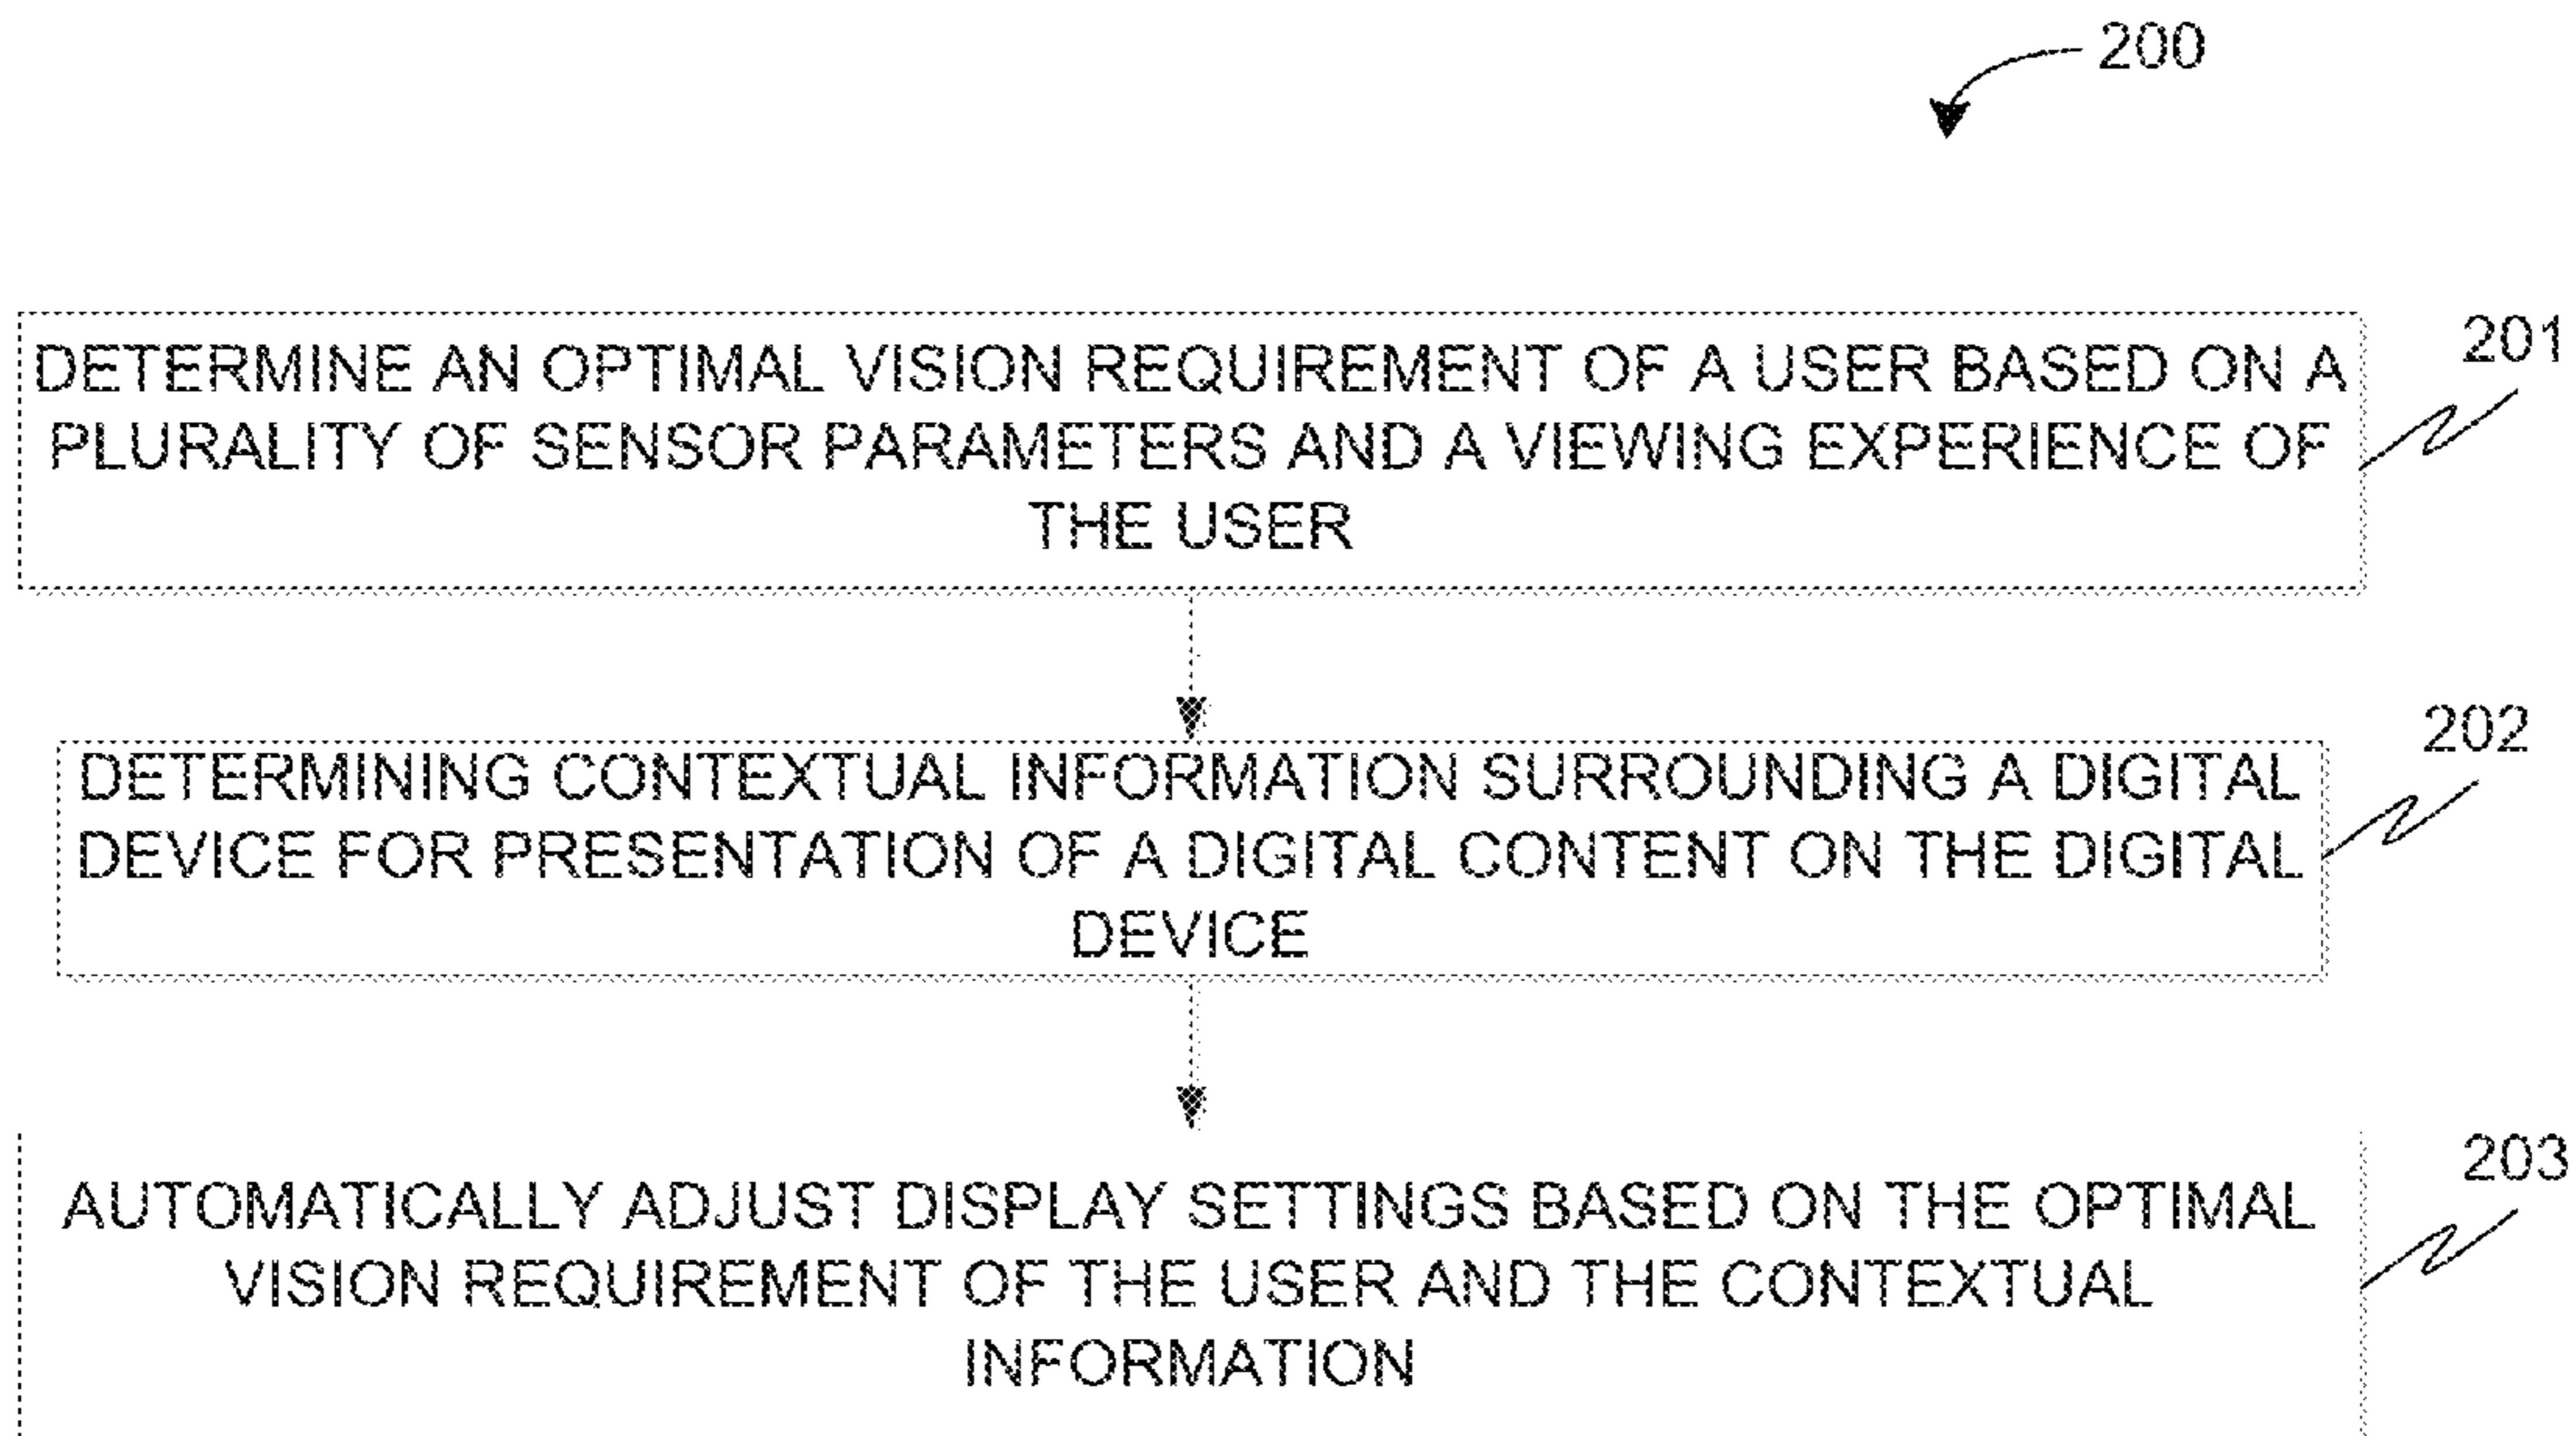 200
201
DETERMINE AN OPTIMAL VISION REQUIREMENT OF A USER BASED ON A
PLURALITY OF SENSOR PARAMETERS AND A VIEWING EXPERIENCE OF
THE USER
202
DETERMINING CONTEXTUAL INFORMATION SURROUNDING A DIGITAL
DEVICE FOR PRESENTATION OF A DIGITAL CONTENT ON THE DIGITAL
DEVICE
203
AUTOMATICALLY ADJUST DISPLAY SETTINGS BASED ON THE OPTIMAL
VISION REQUIREMENT OF THE USER AND THE CONTEXTUAL
INFORMATION